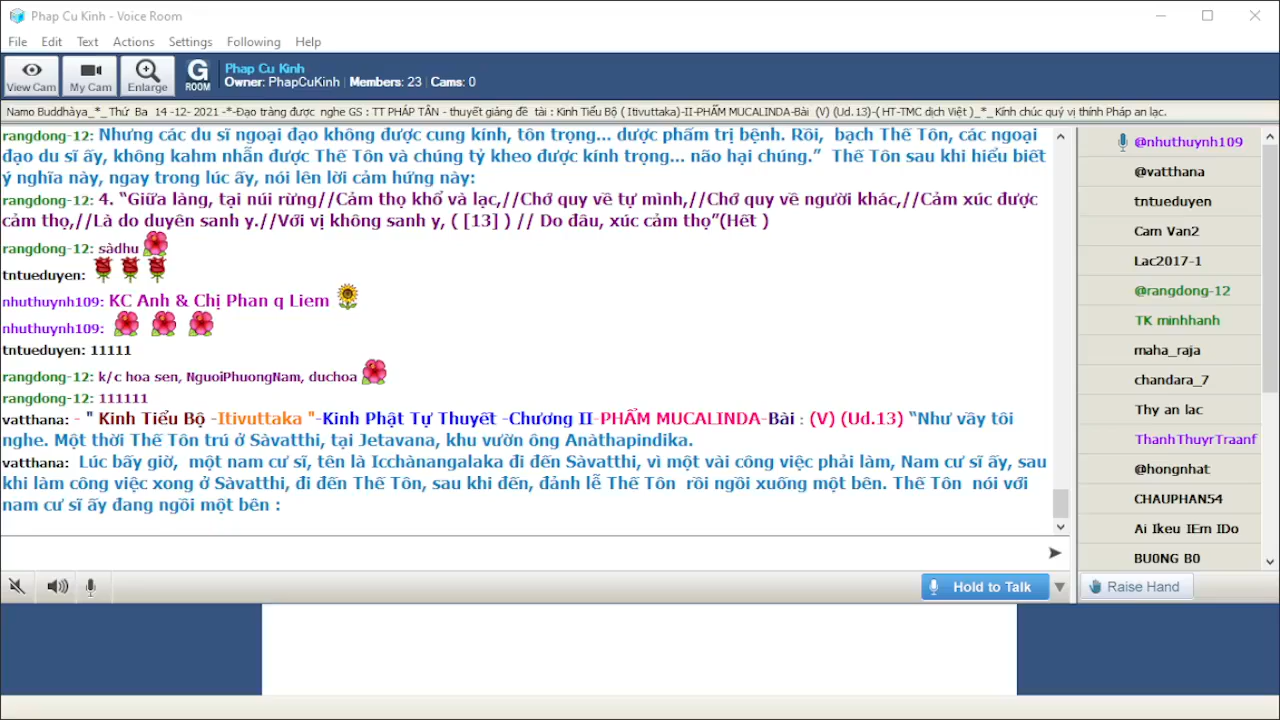 Phap Cu Kinh - Voice Room
File Edit Text Actions Settings Following Help
View Cam My Cam Enlarge G ROOM
Phap Cu Kinh
Owner: PhapCuKinh | Members: 23 | Cams: 0
Namo Buddhàya_*_ Thứ Ba 14 -12- 2021 -*-Đạo tràng được nghe GS : TT PHÁP TÂN - thuyết giảng đề tài : Kinh Tiểu Bộ ( Itivuttaka)-II-PHẨM MUCALINDA-Bài (V) (Ud.13)-( HT-TMC dịch Việt )_*_ Kính chúc quý vị thính Pháp an lạc.
rangdong-12: Nhưng các du sĩ ngoại đạo không được cung kính, tôn trọng... dược phẩm trị bệnh. Rồi, bạch Thế Tôn, các ngoại
đạo du sĩ ấy, không kahm nhẫn được Thế Tôn và chúng tỷ kheo được kính trọng... não hại chúng.” Thế Tôn sau khi hiểu biết
ý nghĩa này, ngay trong lúc ấy, nói lên lời cảm hứng này:
rangdong-12: 4. “Giữa làng, tại núi rừng//Cảm thọ khổ và lạc,//Chớ quy về tự mình,//Chớ quy về người khác,//Cảm xúc được
cảm thọ,//Là do duyên sanh y.//Với vị không sanh y, ( [13] ) // Do đâu, xúc cảm thọ”(Hết )
rangdong-12: sàdhu
tntueduyen:
nhuthuynh109: KC Anh & Chị Phan q Liem
nhuthuynh109:
tntueduyen: 11111
rangdong-12: k/c hoa sen, NguoiPhuongNam, duchoa
rangdong-12: 111111
vatthana: - " Kinh Tiểu Bộ -Itivuttaka "-Kinh Phật Tự Thuyết -Chương II-PHẨM MUCALINDA-Bài : (V) (Ud.13) “Như vầy tôi
nghe. Một thời Thế Tôn trú ở Sàvatthi, tại Jetavana, khu vườn ông Anàthapindika.
vatthana: Lúc bấy giờ, một nam cư sĩ, tên là Icchànangalaka đi đến Sàvatthi, vì một vài công việc phải làm, Nam cư sĩ ấy, sau
khi làm công việc xong ở Sàvatthi, đi đến Thế Tôn, sau khi đến, đảnh lễ Thế Tôn rồi ngồi xuống một bên. Thế Tôn nói với
nam cư sĩ ấy đang ngồi một bên :
Hold to Talk
@nhuthuynh109
@vatthana
tntueduyen
Cam Van2
Lac2017-1
@rangdong-12
TK minhhanh
maha_raja
chandara_7
Thy an lac
ThanhThuyrTraanf
@hongnhat
CHAUPHAN54
Ai Ikeu IEm IDo
BU0NG B0
Raise Hand